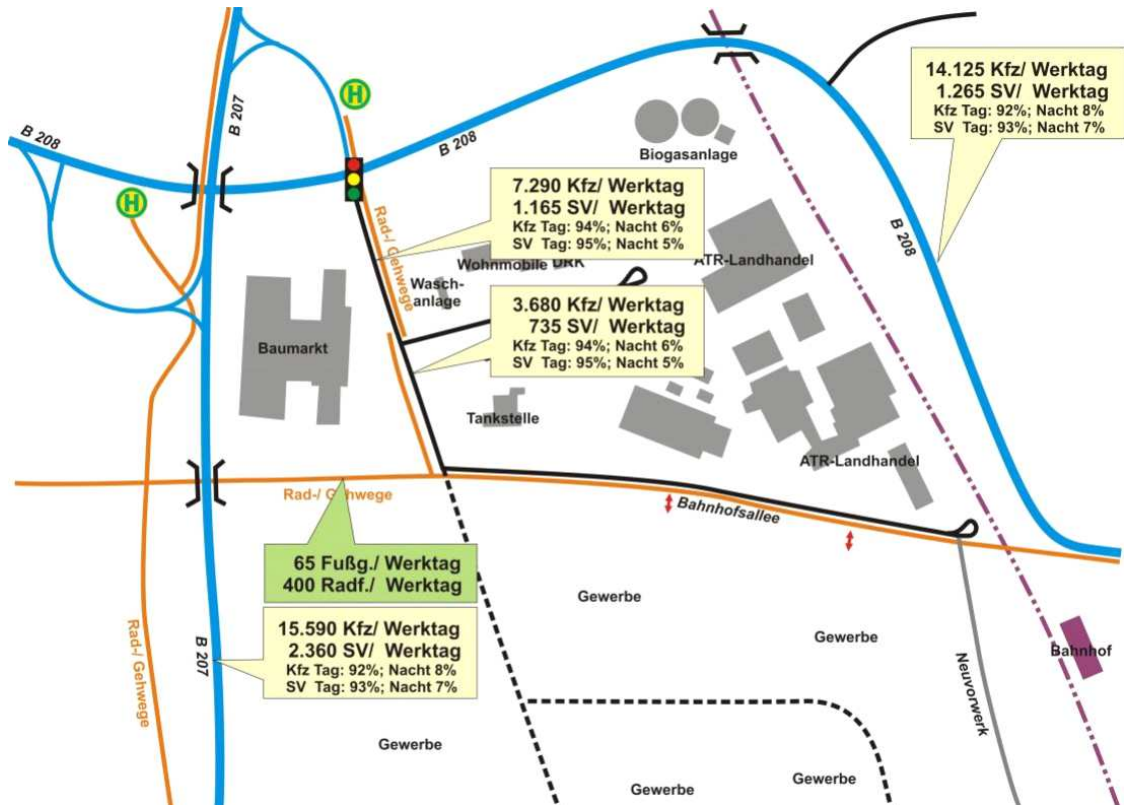 B 207
H
14.125 Kfz/ Werktag
1.265 SV/ Werktag
Kfz Tag: 92%; Nacht 8%
SV Tag: 93%; Nacht 7%
B 208
B 208
Biogasanlage
H
7.290 Kfz/ Werktag
1.165 SV/ Werktag
Kfz Tag: 94%; Nacht 6%
SV Tag: 95%; Nacht 5%
Rad-/ Gehwege
B 208
Wohnmobile
DRK
ATR-Landhandel
Wasch-
anlage
3.680 Kfz/ Werktag
735 SV/ Werktag
Kfz Tag: 94%; Nacht 6%
SV Tag: 95%; Nacht 5%
Baumarkt
Tankstelle
ATR-Landhandel
Rad-/ Gehwege
Bahnhofsallee
65 Fußg./ Werktag
400 Radf./ Werktag
Gewerbe
15.590 Kfz/ Werktag
2.360 SV/ Werktag
Kfz Tag: 92%; Nacht 8%
SV Tag: 93%; Nacht 7%
Rad-/ Gehwege
B 207
Gewerbe
Bahnhof
Neuvorwerk
Gewerbe
Gewerbe
Gewerbe